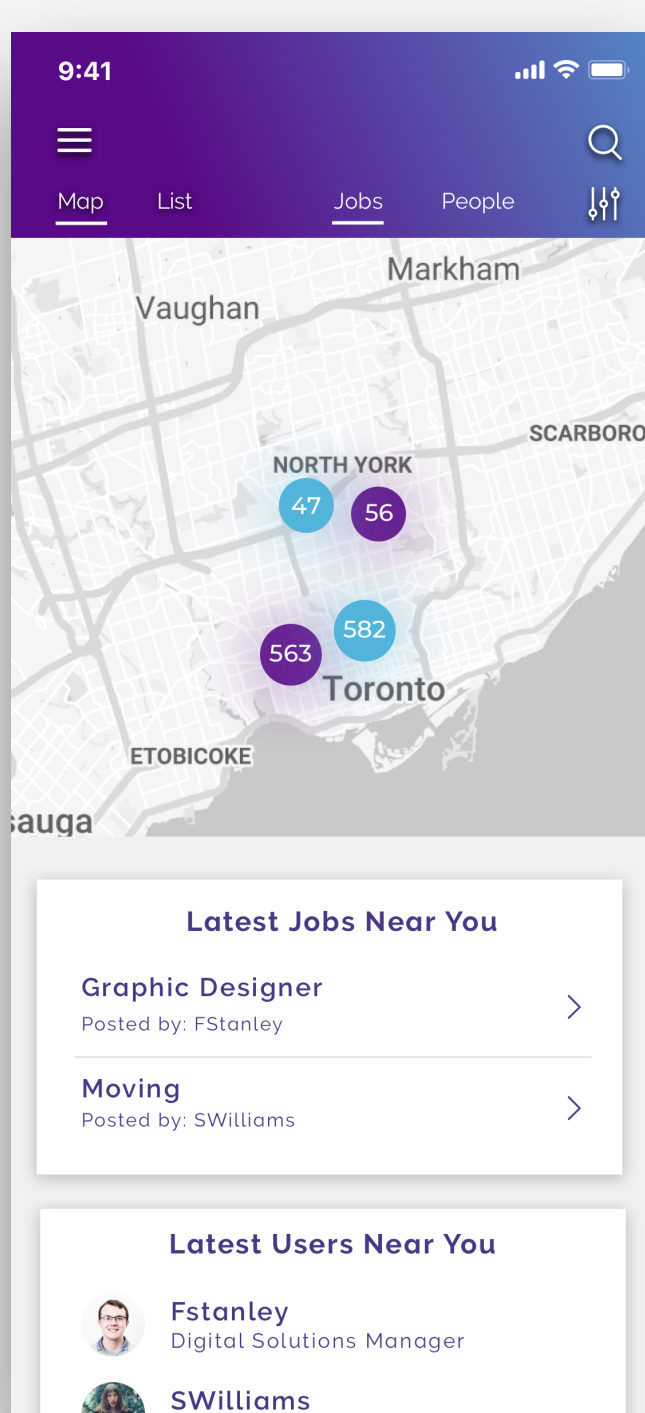 9:41
Map List Jobs People
Markham
Vaughan
SCARBORO
NORTH YORK
47 56
582
563
Toronto
ETOBICOKE
sauga
Latest Jobs Near You
Graphic Designer
Posted by: FStanley
Moving
Posted by: SWilliams
Latest Users Near You
Fstanley
Digital Solutions Manager
SWilliams